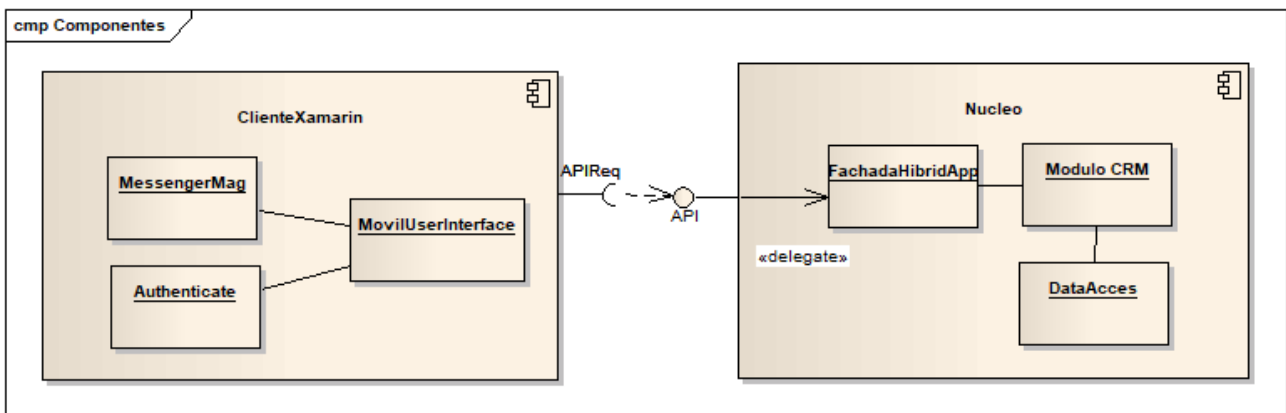 cmp Componentes
ClienteXamarin
MessengerMag
MovilUserInterface
Authenticate
APIReq
API
«delegate»
Nucleo
FachadaHibridApp
Modulo CRM
DataAcces